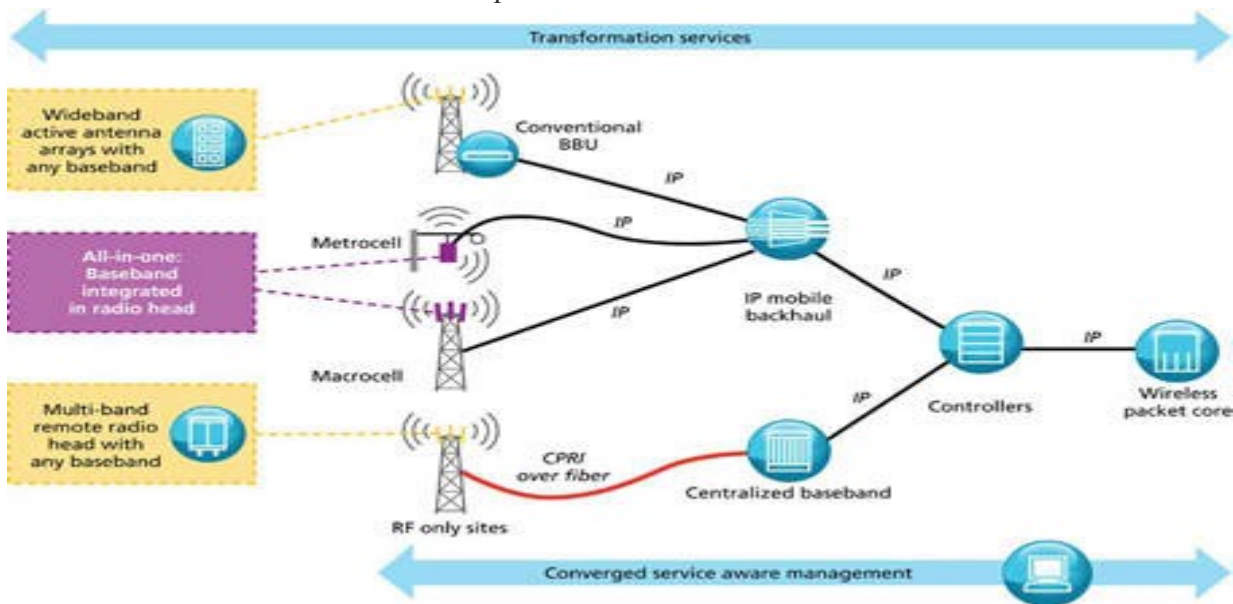 Transformation services
Wideband
active antenna
arrays with
any baseband
Conventional
BBU
IP
Metrocell
IP
All-in-one:
Baseband
integrated
in radio head
IP
IP mobile
backhaul
IP
IP
Macrocell
Controllers
Wireless
packet core
Multi-band
remote radio
head with
any baseband
IP
CPRI
over fiber
Centralized baseband
RF only sites
Converged service aware management